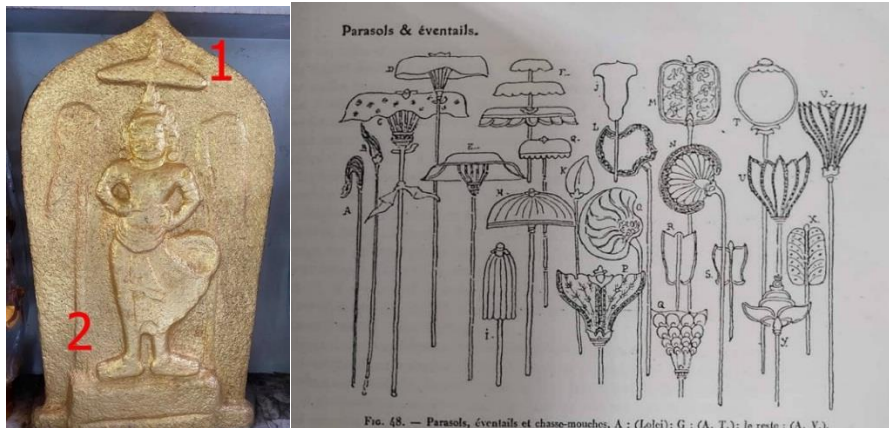 1
2
Parasols & éventails.
D
F
J
M
T
V
C
L
G
B
E
K
N
U
A
H
O
R
S
X
I
P
Q
Y
FIG. 48. — Parasols, éventails et chasse-mouches. A : (Lolei); G : (A. T.); le reste : (A. V.).